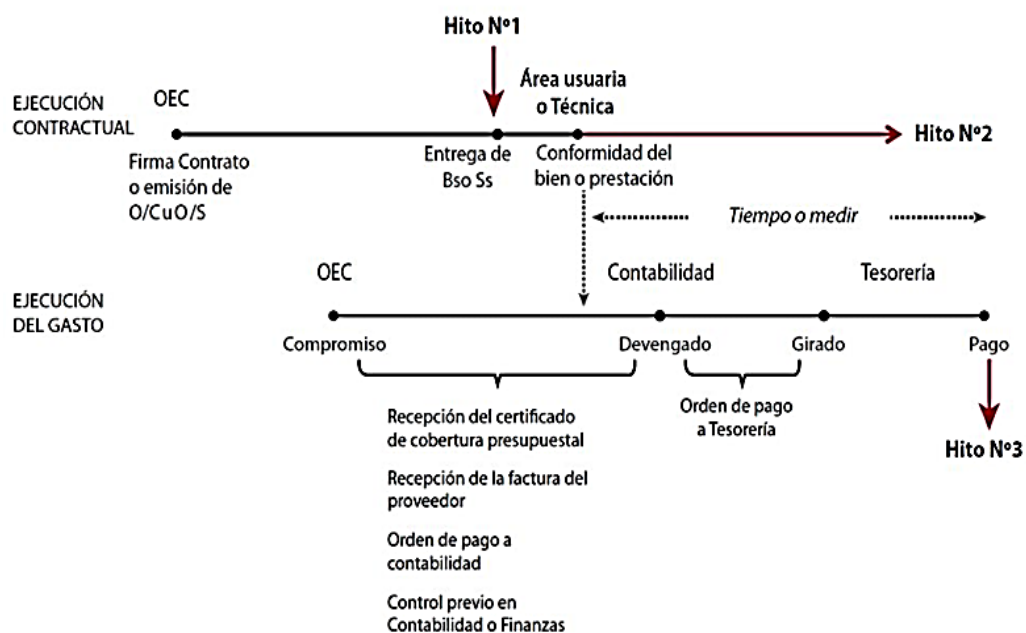 Hito Nº1
EJECUCIÓN
CONTRACTUAL
OEC
Área usuaria
o Técnica
Hito Nº2
Firma Contrato
o emisión de
O/CuO/S
Entrega de
Bso Ss
Conformidad del
bien o prestación
Tiempo o medir
EJECUCIÓN
DEL GASTO
OEC
Contabilidad
Tesorería
Compromiso
Devengado
Girado
Pago
Recepción del certificado
de cobertura presupuestal
Recepción de la factura del
proveedor
Orden de pago a
contabilidad
Control previo en
Contabilidad o Finanzas
Orden de pago
a Tesorería
Hito Nº3